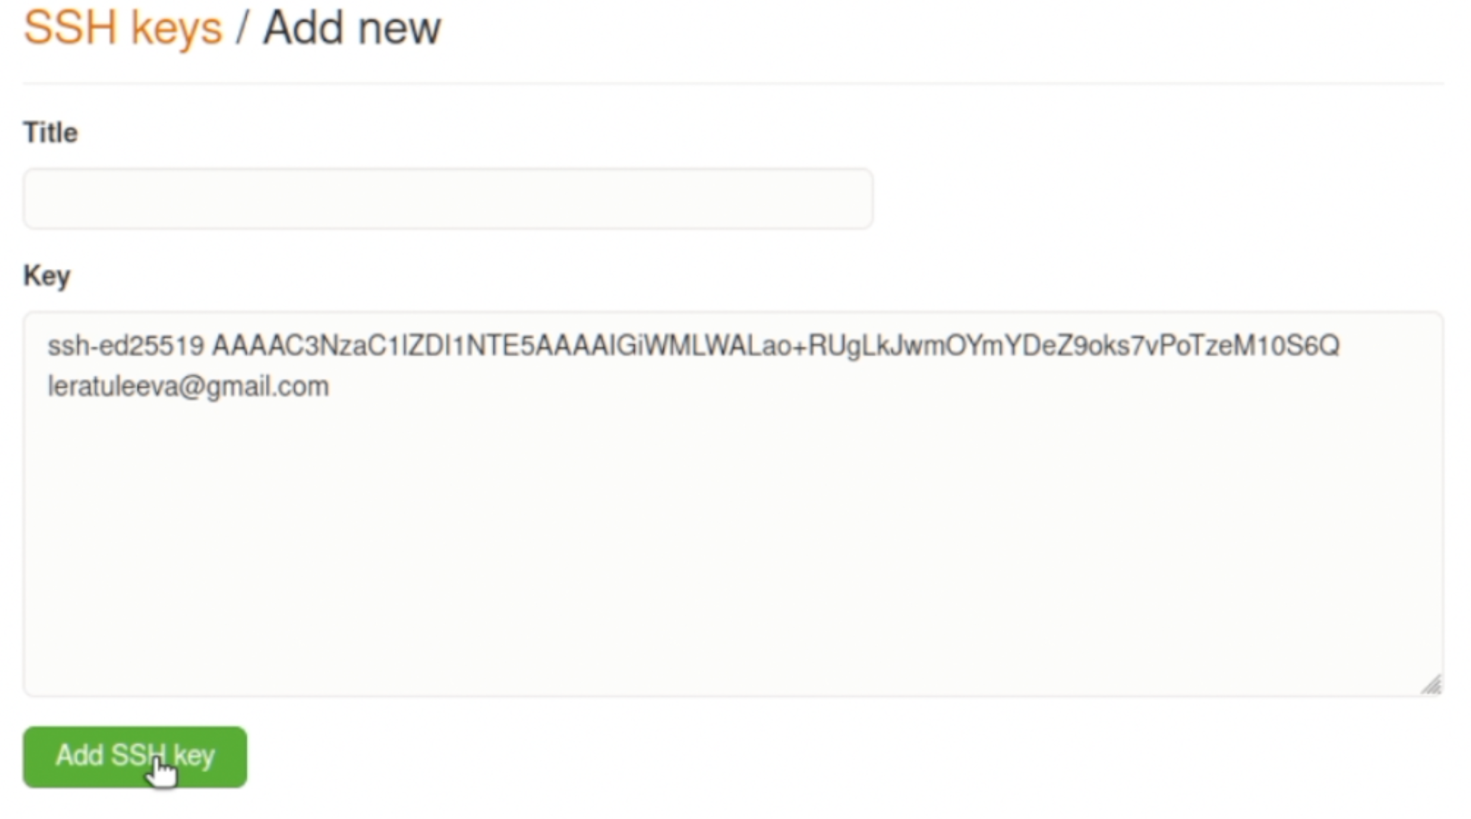 SSH keys / Add new
Title
Key
ssh-ed25519 AAAAC3NzaC1lZDI1NTE5AAAAIGiWMLWALao+RUgLkJwmOYmYDeZ9oks7vPoTzeM10S6Q
leratuleeva@gmail.com
Add SSH key